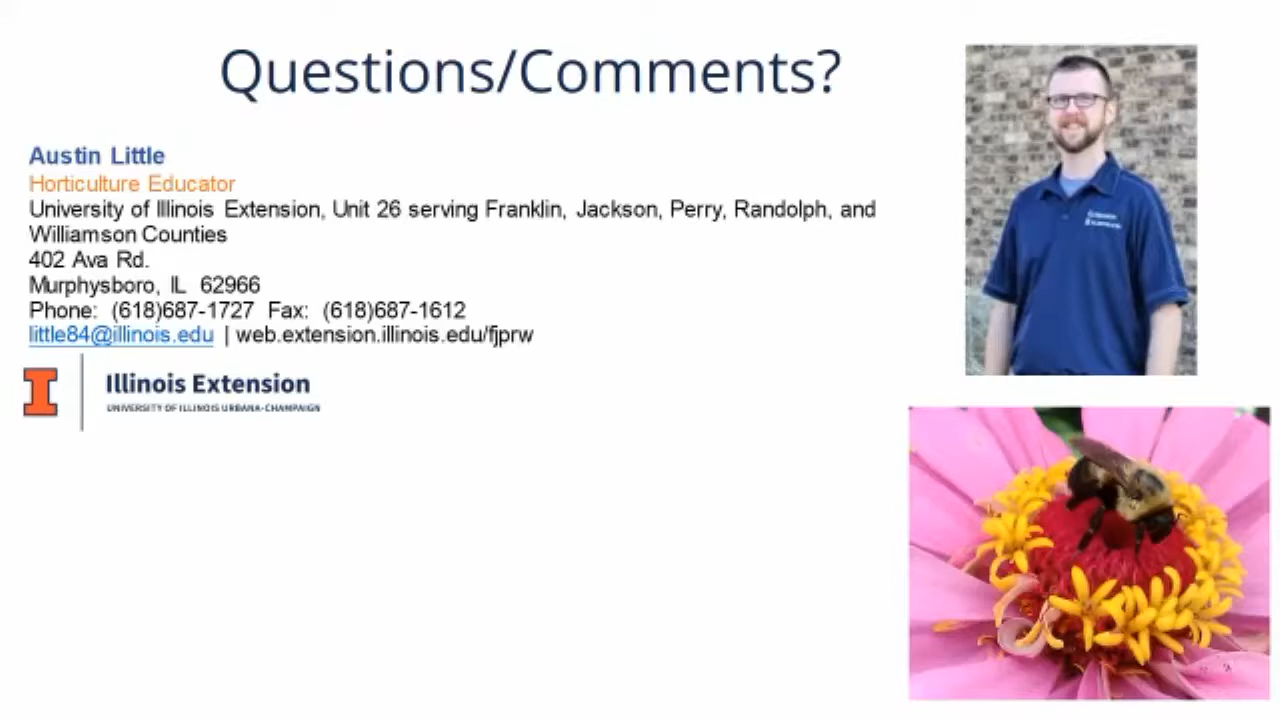 Questions/Comments?
Austin Little
Horticulture Educator
University of Illinois Extension, Unit 26 serving Franklin, Jackson, Perry, Randolph, and
Williamson Counties
402 Ava Rd.
Murphysboro, IL 62966
Phone: (618)687-1727 Fax: (618)687-1612
little84@illinois.edu | web.extension.illinois.edu/fjprw
I
Illinois Extension
UNIVERSITY OF ILLINOIS URBANA-CHAMPAIGN